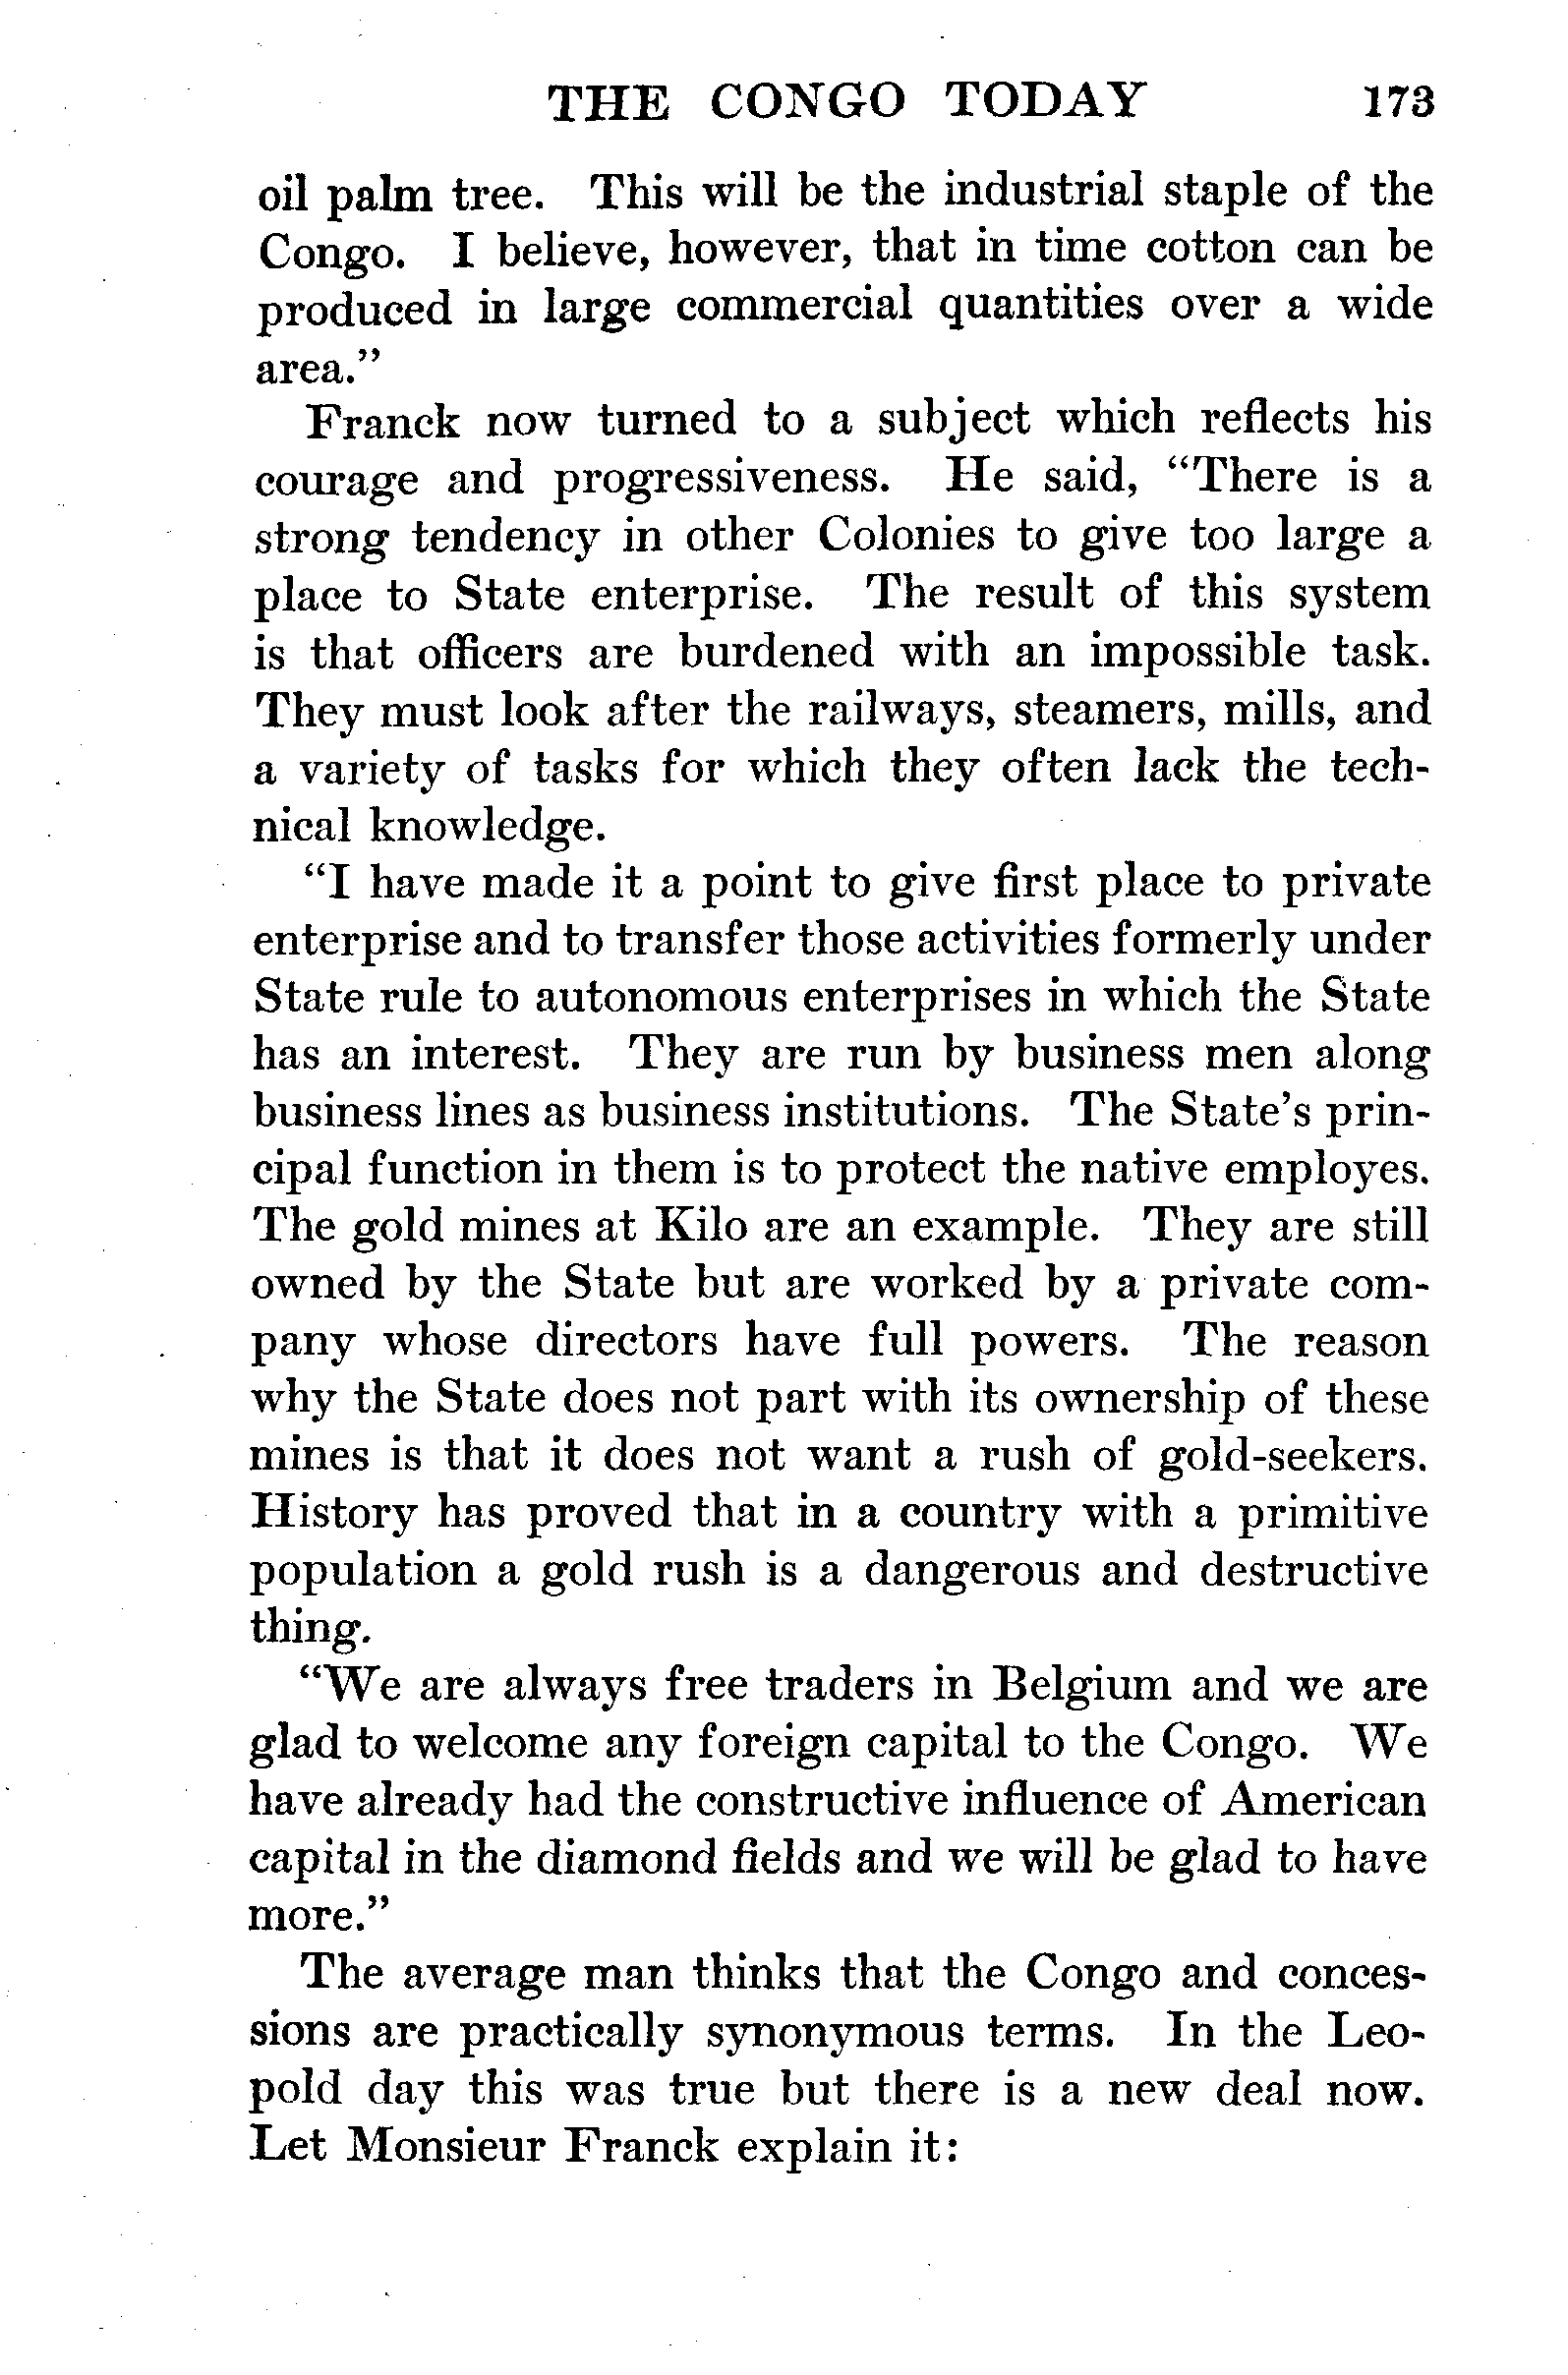 THE CONGO TODAY 173
oil palm tree. This will be the industrial staple of the
Congo. I believe, however, that in time cotton can be
produced in large commercial quantities over a wide
area.”
Franck now turned to a subject which reflects his
courage and progressiveness. He said, “There is a
strong tendency in other Colonies to give too large a
place to State enterprise. The result of this system
is that officers are burdened with an impossible task.
They must look after the railways, steamers, mills, and
a variety of tasks for which they often lack the tech-
nical knowledge.
“I have made it a point to give first place to private
enterprise and to transfer those activities formerly under
State rule to autonomous enterprises in which the State
has an interest. They are run by business men along
business lines as business institutions. The State’s prin-
cipal function in them is to protect the native employes.
The gold mines at Kilo are an example. They are still
owned by the State but are worked by a private com-
pany whose directors have full powers. The reason
why the State does not part with its ownership of these
mines is that it does not want a rush of gold-seekers.
History has proved that in a country with a primitive
population a gold rush is a dangerous and destructive
thing.
“We are always free traders in Belgium and we are
glad to welcome any foreign capital to the Congo. We
have already had the constructive influence of American
capital in the diamond fields and we will be glad to have
more.”
The average man thinks that the Congo and conces-
sions are practically synonymous terms. In the Leo-
pold day this was true but there is a new deal now.
Let Monsieur Franck explain it: